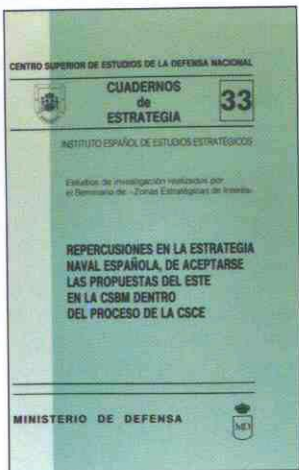 CENTRO SUPERIOR DE ESTUDIOS DE LA DEFENSA NACIONAL
CUADERNOS
de
ESTRATEGIA
33
INSTITUTO ESPAÑOL DE ESTUDIOS ESTRATÉGICOS
Estudios de investigación realizados por
el Seminario de «Zonas Estratégicas de Interés»
REPERCUSIONES EN LA ESTRATEGIA
NAVAL ESPAÑOLA, DE ACEPTARSE
LAS PROPUESTAS DEL ESTE
EN LA CSBM DENTRO
DEL PROCESO DE LA CSCE
MINISTERIO DE DEFENSA
MD